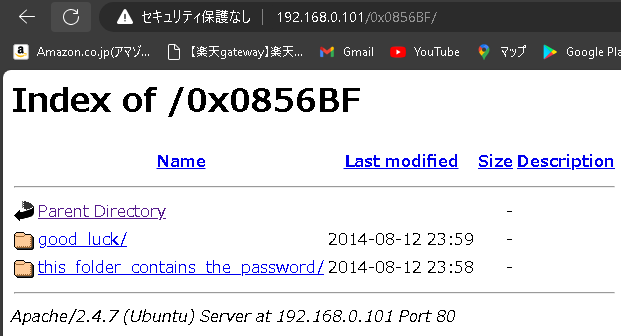 セキュリティ保護なし 192.168.0.101/0x0856BF/
Amazon.co.jp(アマゾ... 【楽天gateway】楽天... Gmail YouTube マップ Google Pla
Index of /0x0856BF
Name Last modified Size Description
Parent Directory -
good_luck/ 2014-08-12 23:59 -
this_folder_contains_the_password/ 2014-08-12 23:58 -
Apache/2.4.7 (Ubuntu) Server at 192.168.0.101 Port 80